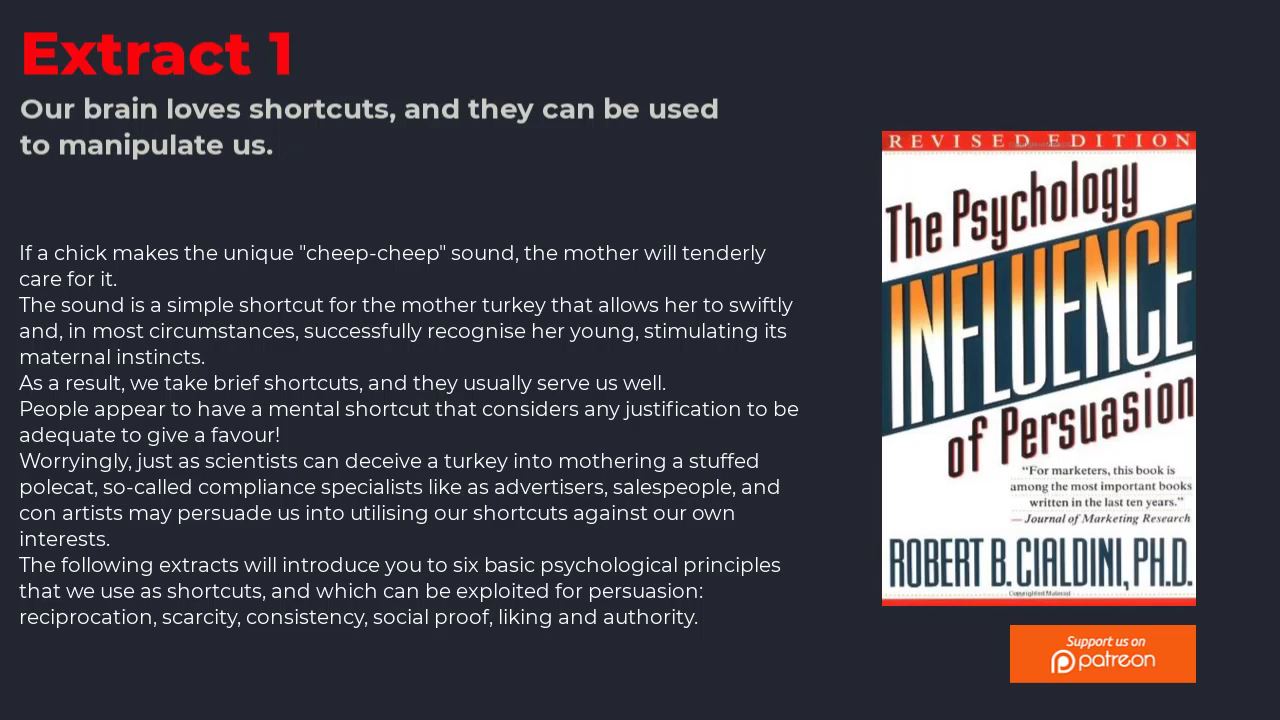 Extract 1
Our brain loves shortcuts, and they can be used
to manipulate us.
If a chick makes the unique "cheep-cheep" sound, the mother will tenderly
care for it.
The sound is a simple shortcut for the mother turkey that allows her to swiftly
and, in most circumstances, successfully recognise her young, stimulating its
maternal instincts.
As a result, we take brief shortcuts, and they usually serve us well.
People appear to have a mental shortcut that considers any justification to be
adequate to give a favour!
Worryingly, just as scientists can deceive a turkey into mothering a stuffed
polecat, so-called compliance specialists like as advertisers, salespeople, and
con artists may persuade us into utilising our shortcuts against our own
interests.
The following extracts will introduce you to six basic psychological principles
that we use as shortcuts, and which can be exploited for persuasion:
reciprocation, scarcity, consistency, social proof, liking and authority.
REVISED EDITION
The Psychology
INFLUENCE
of Persuasion
“For marketers, this book is
among the most important books
written in the last ten years.”
— Journal of Marketing Research
ROBERT B. CIALDINI, PH.D.
Copyrighted Material
Support us on
patreon